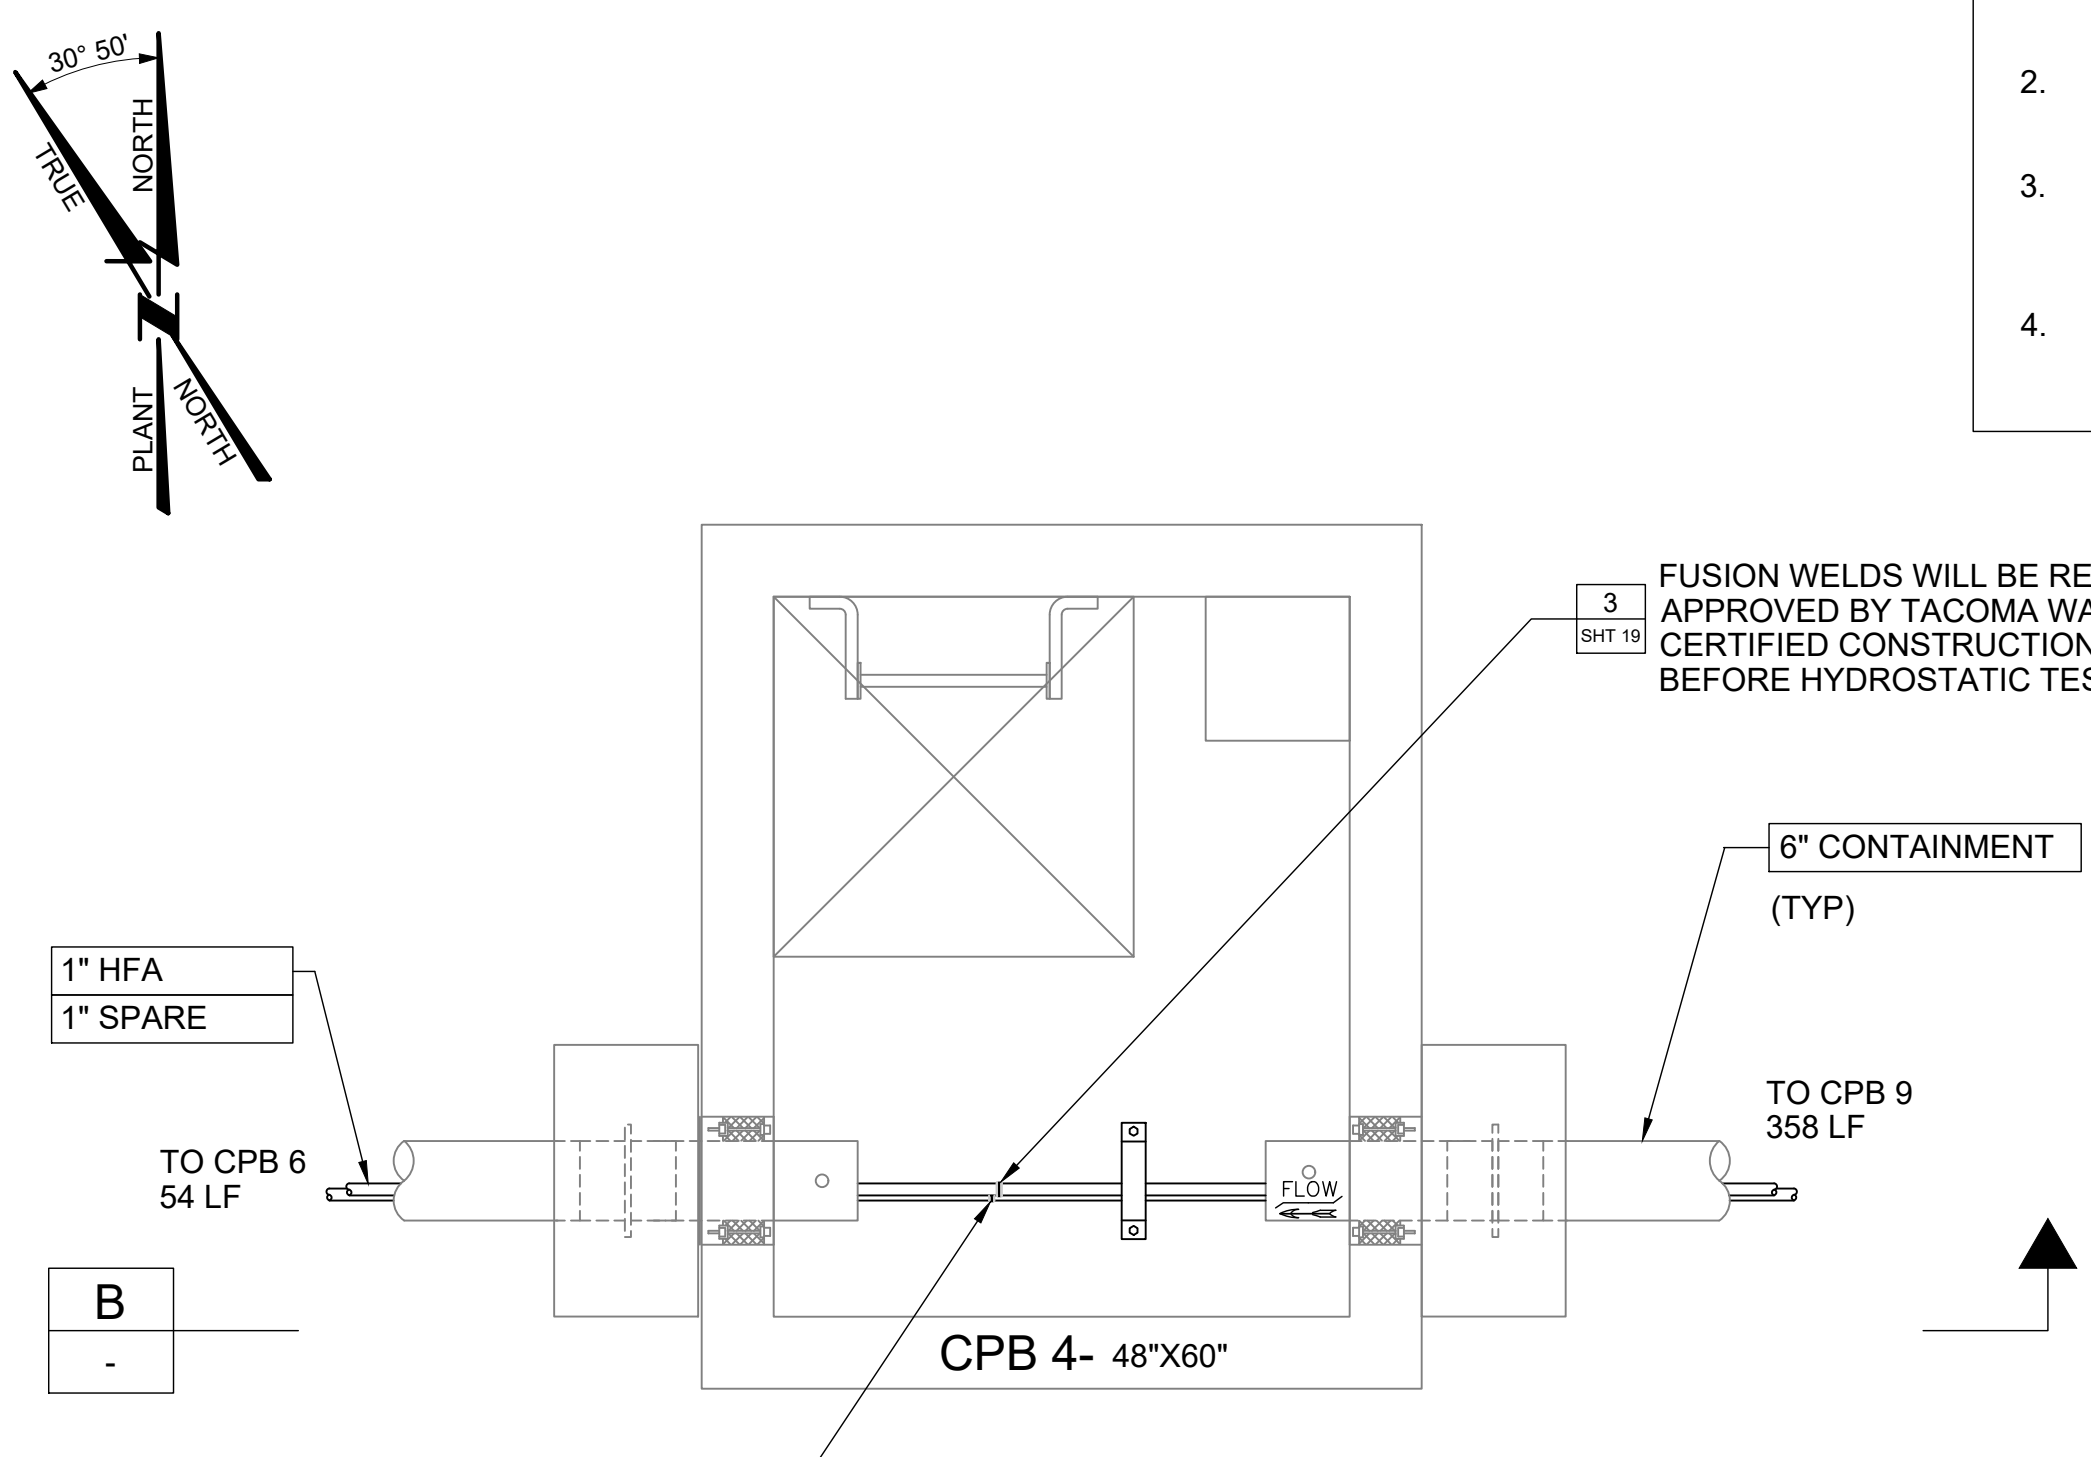 30° 50'
TRUE
NORTH
PLANT
NORTH
2.
3.
4.
3
SHT 19
FUSION WELDS WILL BE RE
APPROVED BY TACOMA WA
CERTIFIED CONSTRUCTION
BEFORE HYDROSTATIC TES
6" CONTAINMENT
(TYP)
1" HFA
1" SPARE
TO CPB 9
358 LF
TO CPB 6
54 LF
FLOW
B
-
CPB 4- 48"X60"